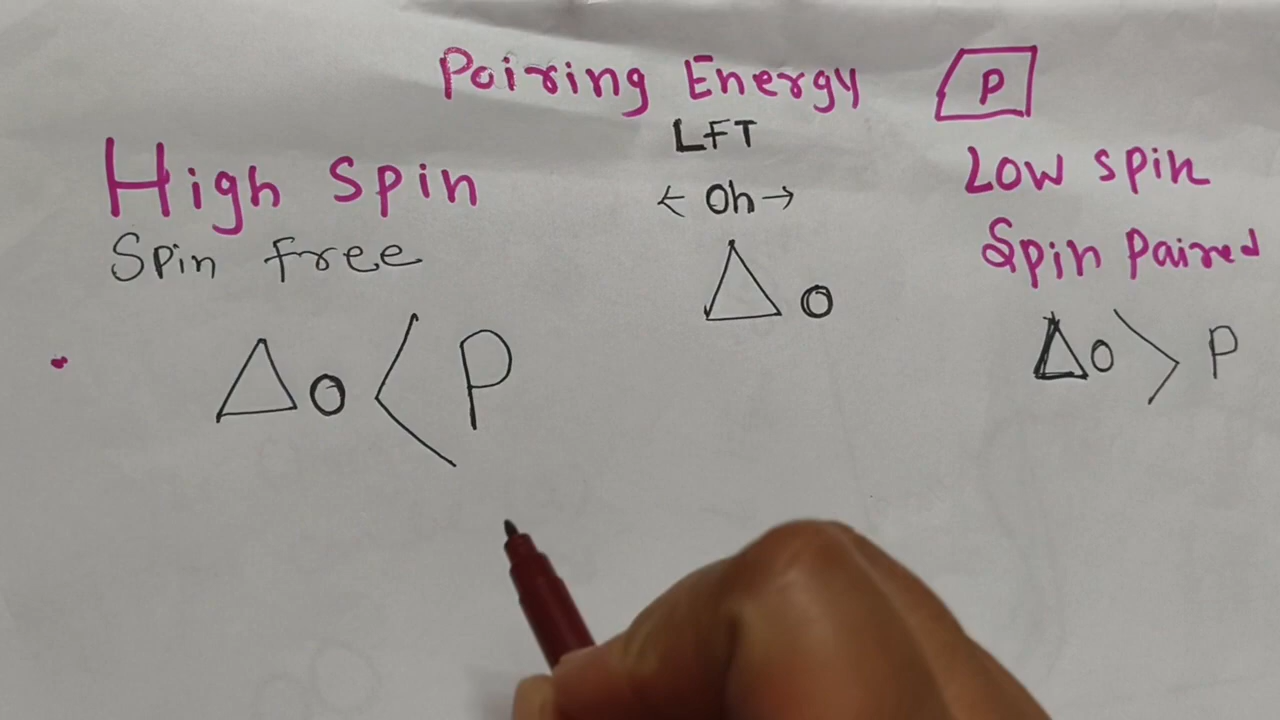 Pairing Energy P
LFT
High Spin
Low spin
← Oh →
Spin free
Spin Paired
Δo
Δo < P
Δo > P